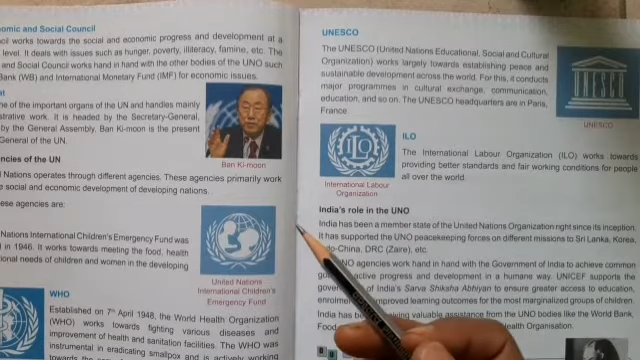 omic and Social Council
cil works towards the social and economic progress and development at a
level. It deals with issues such as hunger, poverty, illiteracy, famine, etc. The
and Social Council works hand in hand with the other bodies of the UNO such
Bank (WB) and International Monetary Fund (IMF) for economic issues.
ne of the important organs of the UN and handles mainly
strative work. It is headed by the Secretary-General,
by the General Assembly. Ban Ki-moon is the present
General of the UN.
Ban Ki-moon
ncies of the UN
Nations operates through different agencies. These agencies primarily work
e social and economic development of developing nations.
ese agencies are:
Nations International Children's Emergency Fund was
in 1946. It works towards meeting the food, health
ional needs of children and women in the developing
United Nations
International Children's
Emergency Fund
WHO
Established on 7th April 1948, the World Health Organization
(WHO) works towards fighting various diseases and
improvement of health and sanitation facilities. The WHO was
instrumental in eradicating smallpox and is actively working
towards the
UNESCO
The UNESCO (United Nations Educational, Social and Cultural
Organization) works largely towards establishing peace and
sustainable development across the world. For this, it conducts
major programmes in cultural exchange, communication,
education, and so on. The UNESCO headquarters are in Paris,
France
UNESCO
ILO
The International Labour Organization (ILO) works towards
providing better standards and fair working conditions for people
all over the world.
International Labour
Organization
India's role in the UNO
India has been a member state of the United Nations Organization right since its inception.
It has supported the UNO peacekeeping forces on different missions to Sri Lanka, Korea,
do-China, DRC (Zaire), etc.
NO agencies work hand in hand with the Government of India to achieve common
active progress and development in a humane way. UNICEF supports the
of India's Sarva Shiksha Abhiyan to ensure greater access to education,
enrolmen improved learning outcomes for the most marginalized groups of children.
India has be iving valuable assistance from the UNO bodies like the World Bank,
Food Health Organisation.